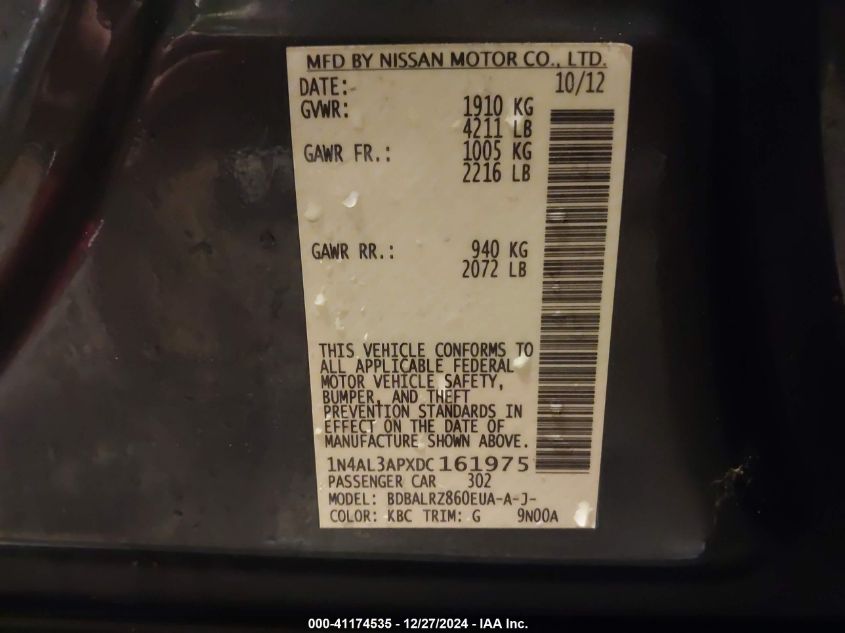 MFD BY NISSAN MOTOR CO., LTD.
DATE: 10/12
GVWR: 1910 KG
4211 LB
GAWR FR.: 1005 KG
2216 LB
GAWR RR.: 940 KG
2072 LB
THIS VEHICLE CONFORMS TO
ALL APPLICABLE FEDERAL
MOTOR VEHICLE SAFETY,
BUMPER, AND THEFT
PREVENTION STANDARDS IN
EFFECT ON THE DATE OF
MANUFACTURE SHOWN ABOVE.
1N4AL3APXDC161975
PASSENGER CAR 302
MODEL: BDBALRZ860EUA-A-J-
COLOR: KBC TRIM: G 9N00A
000-41174535 - 12/27/2024 - IAA Inc.